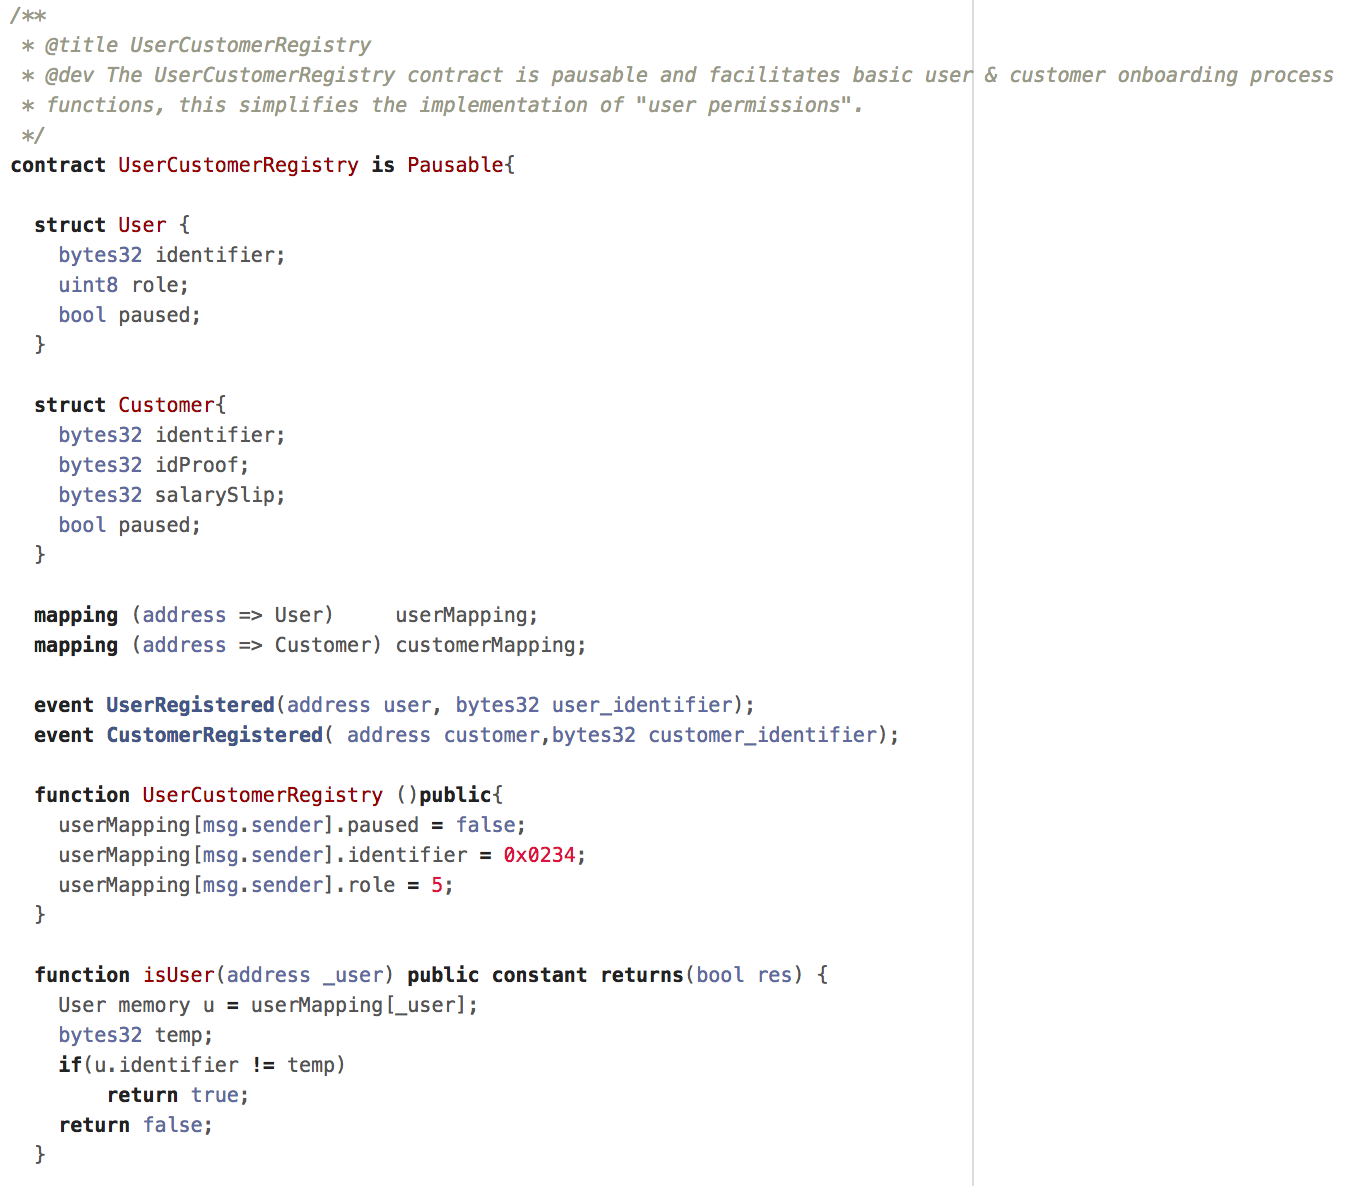 /**
 * @title UserCustomerRegistry
 * @dev The UserCustomerRegistry contract is pausable and facilitates basic user & customer onboarding process
 * functions, this simplifies the implementation of "user permissions".
 */
contract UserCustomerRegistry is Pausable{

  struct User {
    bytes32 identifier;
    uint8 role;
    bool paused;
  }

  struct Customer{
    bytes32 identifier;
    bytes32 idProof;
    bytes32 salarySlip;
    bool paused;
  }

  mapping (address => User)     userMapping;
  mapping (address => Customer) customerMapping;

  event UserRegistered(address user, bytes32 user_identifier);
  event CustomerRegistered( address customer,bytes32 customer_identifier);

  function UserCustomerRegistry ()public{
    userMapping[msg.sender].paused = false;
    userMapping[msg.sender].identifier = 0x0234;
    userMapping[msg.sender].role = 5;
  }

  function isUser(address _user) public constant returns(bool res) {
    User memory u = userMapping[_user];
    bytes32 temp;
    if(u.identifier != temp)
        return true;
    return false;
  }